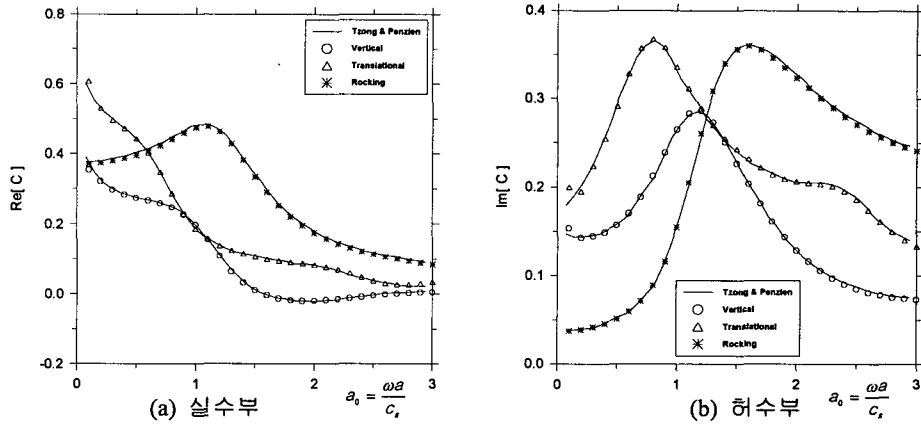 0.8
0.6
0.4
0.2
0.0
-0.2
Re[ C ]
Tzong & Penzien
Vertical
Translational
Rocking
0 1 2 3
(a) 실수부
a₀ = ωa / cₛ
0.4
0.3
0.2
0.1
0.0
Im[ C ]
Tzong & Penzien
Vertical
Translational
Rocking
0 1 2 3
(b) 허수부
a₀ = ωa / cₛ